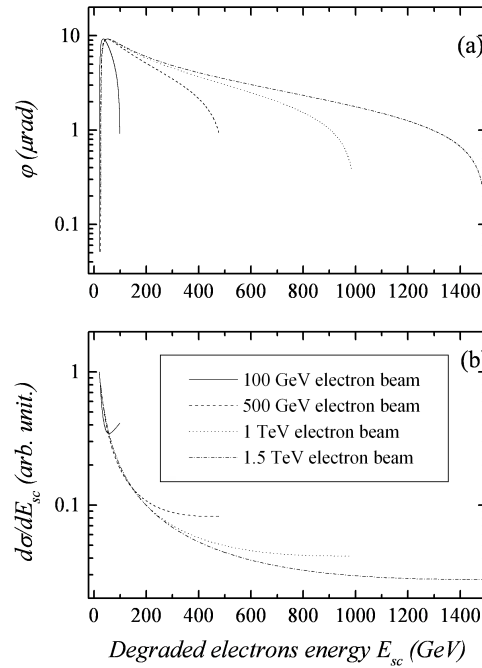 (a)
10
1
0.1
φ (μrad)
0 200 400 600 800 1000 1200 1400
(b)
1
0.1
dσ/dE_sc (arb. unit.)
100 GeV electron beam
500 GeV electron beam
1 TeV electron beam
1.5 TeV electron beam
0 200 400 600 800 1000 1200 1400
Degraded electrons energy E_sc (GeV)